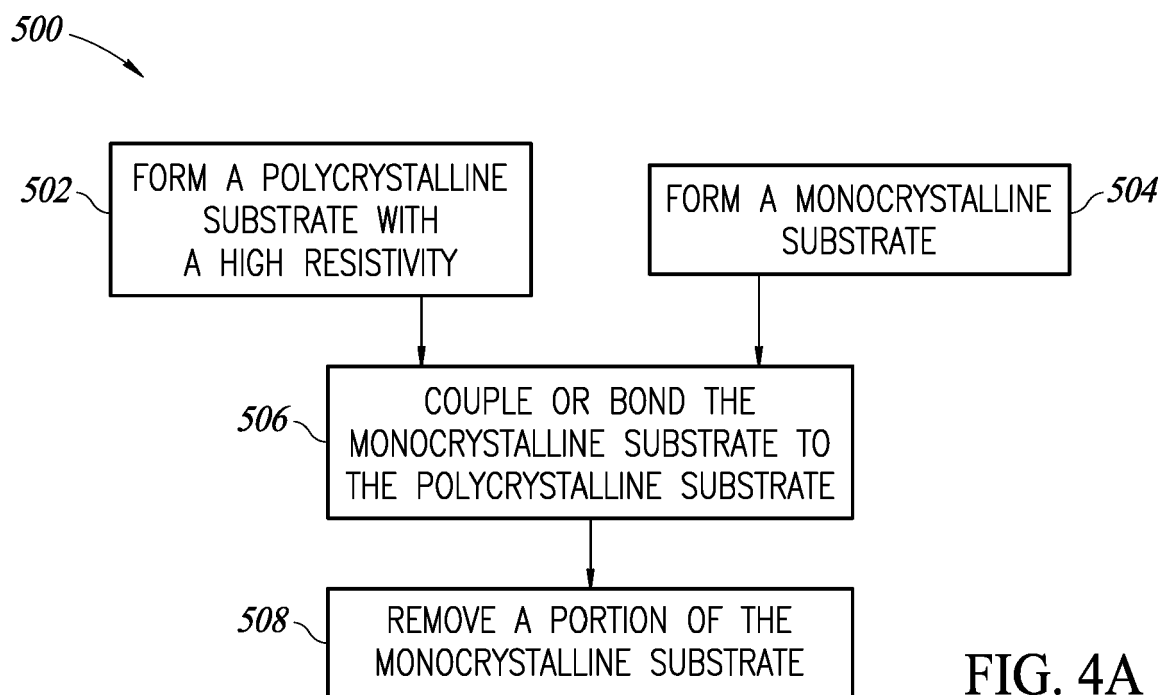 500
502
FORM A POLYCRYSTALLINE
SUBSTRATE WITH
A HIGH RESISTIVITY
FORM A MONOCRYSTALLINE
SUBSTRATE
504
506
COUPLE OR BOND THE
MONOCRYSTALLINE SUBSTRATE TO
THE POLYCRYSTALLINE SUBSTRATE
508
REMOVE A PORTION OF THE
MONOCRYSTALLINE SUBSTRATE
FIG. 4A